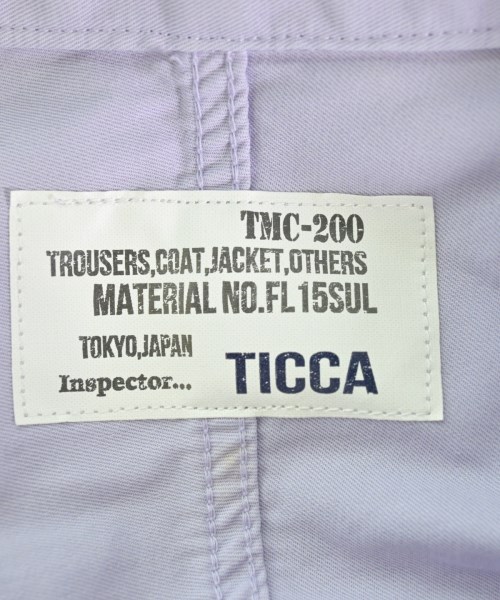 TMC-200
TROUSERS,COAT,JACKET,OTHERS
MATERIAL NO.FL15SUL
TOKYO,JAPAN
Inspector...
TICCA